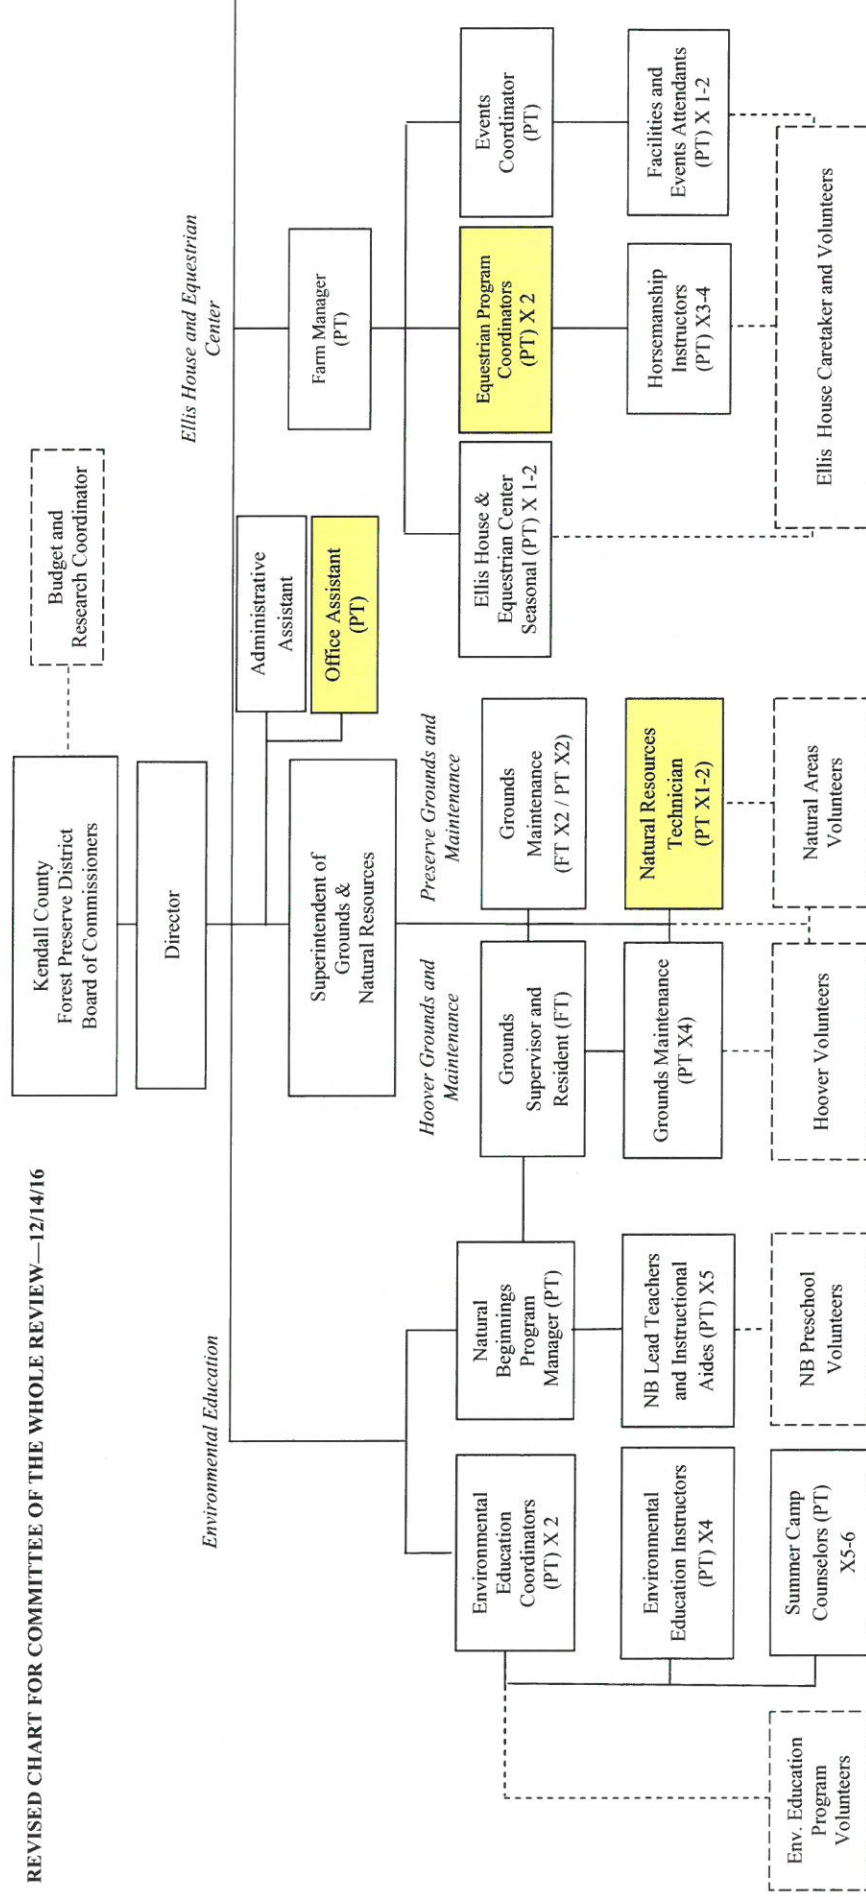 REVISED CHART FOR COMMITTEE OF THE WHOLE REVIEW—12/14/16
Kendall County
Forest Preserve District
Board of Commissioners
Budget and
Research Coordinator
Director
Administrative
Assistant
Office Assistant
(PT)
Environmental Education
Ellis House and Equestrian
Center
Superintendent of
Grounds &
Natural Resources
Farm Manager
(PT)
Hoover Grounds and
Maintenance
Preserve Grounds and
Maintenance
Environmental
Education
Coordinators
(PT) X 2
Natural
Beginnings
Program
Manager (PT)
Grounds
Supervisor and
Resident (FT)
Grounds
Maintenance
(FT X2 / PT X2)
Ellis House &
Equestrian Center
Seasonal (PT) X 1-2
Equestrian Program
Coordinators
(PT) X 2
Events
Coordinator
(PT)
Environmental
Education Instructors
(PT) X4
NB Lead Teachers
and Instructional
Aides (PT) X5
Grounds Maintenance
(PT X4)
Natural Resources
Technician
(PT X1-2)
Horsemanship
Instructors
(PT) X3-4
Facilities and
Events Attendants
(PT) X 1-2
Env. Education
Program
Volunteers
Summer Camp
Counselors (PT)
X5-6
NB Preschool
Volunteers
Hoover Volunteers
Natural Areas
Volunteers
Ellis House Caretaker and Volunteers